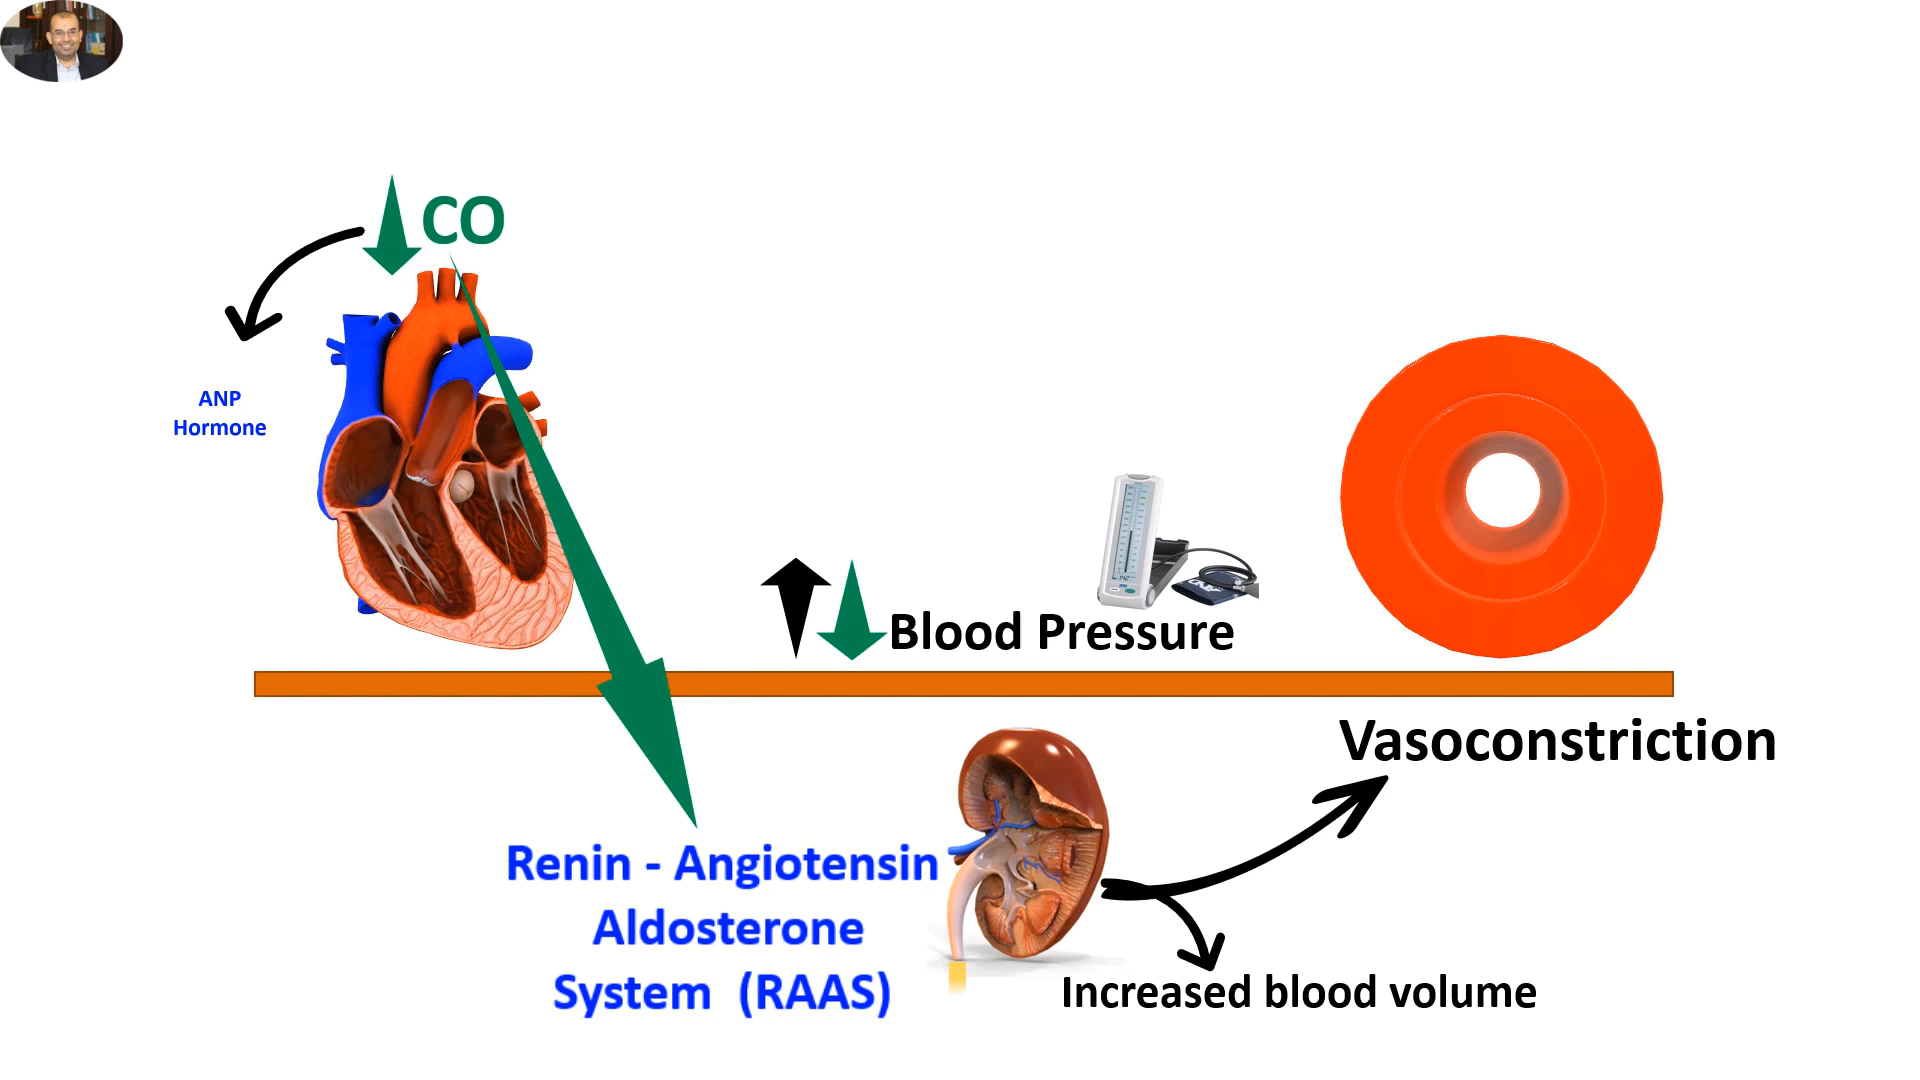 CO
ANP
Hormone
Blood Pressure
Vasoconstriction
Renin - Angiotensin
Aldosterone
System (RAAS)
Increased blood volume